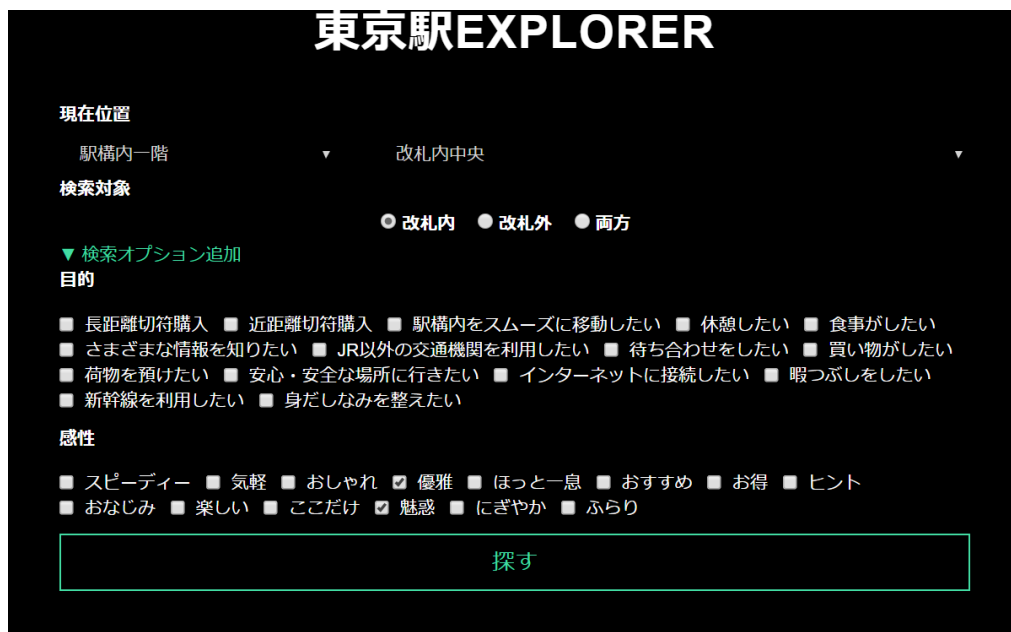 東京駅EXPLORER
現在位置
駅構内一階 ▼ 改札内中央 ▼
検索対象
改札内 改札外 両方
▼ 検索オプション追加
目的
長距離切符購入 近距離切符購入 駅構内をスムーズに移動したい 休憩したい 食事がしたい
さまざまな情報を知りたい JR以外の交通機関を利用したい 待ち合わせをしたい 買い物がしたい
荷物を預けたい 安心・安全な場所に行きたい インターネットに接続したい 暇つぶしをしたい
新幹線を利用したい 身だしなみを整えたい
感性
スピーディー 気軽 おしゃれ 優雅 ほっと一息 おすすめ お得 ヒント
おなじみ 楽しい ここだけ 魅惑 にぎやか ふらり
探す